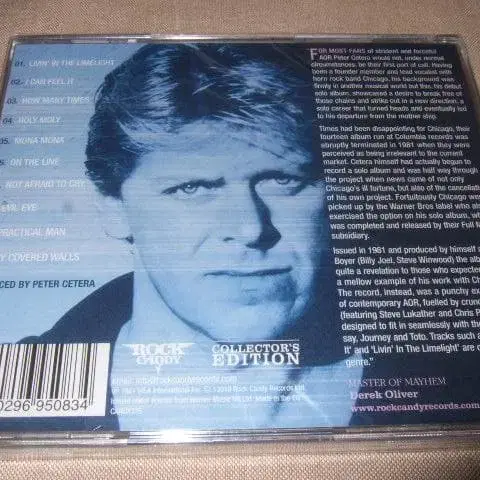 01. LIVIN' IN THE LIMELIGHT
02. I CAN FEEL IT
03. HOW MANY TIMES
04. HOLY MOLY
05. MONA MONA
ON THE LINE
NOT AFRAID TO CRY
EVIL EYE
PRACTICAL MAN
Y COVERED WALLS
CED BY PETER CETERA
FOR MOST FANS of strident and forceful
AOR Peter Cetera would not, under normal
circumstances, be their first port of call. Having
been a founder member and lead vocalist with
horn rock band Chicago, his background was
firmly in another musical world but this, his debut
solo album, showcased a desire to break free of
those chains and strike out in a new direction, a
solo career that turned heads and eventually led
to his departure from the mother ship.
Times had been disappointing for Chicago, their
fourteen album run at Columbia records was
abruptly terminated in 1981 when they were
perceived as being irrelevant to the current
market. Cetera himself had actually begun to
record a solo album and was half way through
the project when news came of not only
Chicago's ill fortune, but also of the cancellation
of his own project. Fortuitously Chicago were
picked up by the Warner Bros label who also
exercised the option on his solo album, wh
was completed and released by their Full M
subsidiary.
Issued in 1981 and produced by himself a
Boyer (Billy Joel, Steve Winwood) the alb
quite a revelation to those who expected
a mellow example of his work with Ch
The record, instead, was a punchy ex
of contemporary AOR, fuelled by crunc
(featuring Steve Lukather and Chris P
designed to fit in seamlessly with the
say, Journey and Toto. Tracks such a
It' and 'Livin' In The Limelight' are o
genre."
MASTER OF MAYHEM
Derek Oliver
www.rockcandyrecords.com
ROCK
CANDY
COLLECTOR'S
EDITION
0296 950834